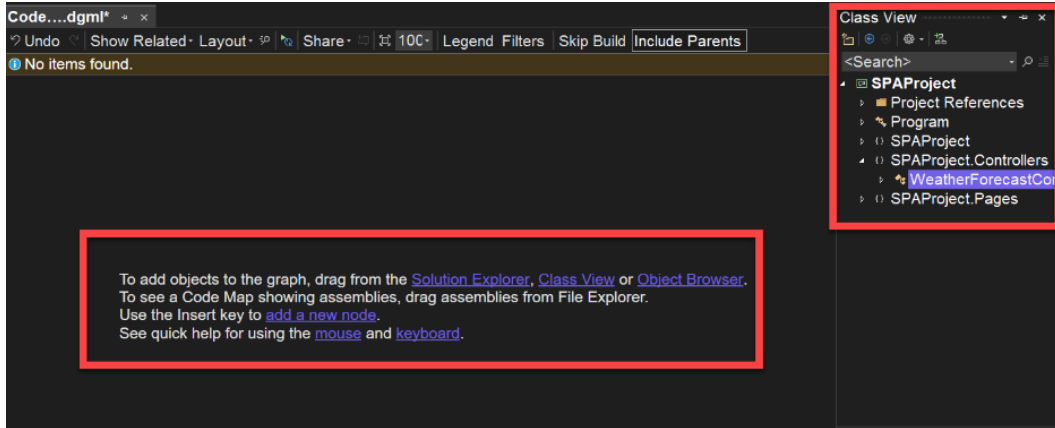 Code....dgml*
Class View
Undo Show Related Layout Share 100 Legend Filters Skip Build Include Parents
No items found.
<Search>
SPAProject
Project References
Program
SPAProject
SPAProject.Controllers
WeatherForecastCo
SPAProject.Pages
To add objects to the graph, drag from the Solution Explorer, Class View or Object Browser.
To see a Code Map showing assemblies, drag assemblies from File Explorer.
Use the Insert key to add a new node.
See quick help for using the mouse and keyboard.